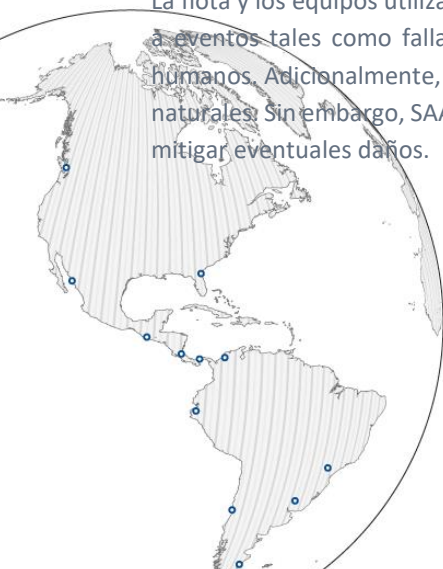 La flota y los equipos utiliza
a eventos tales como falla
humanos. Adicionalmente,
naturales. Sin embargo, SAA
mitigar eventuales daños.